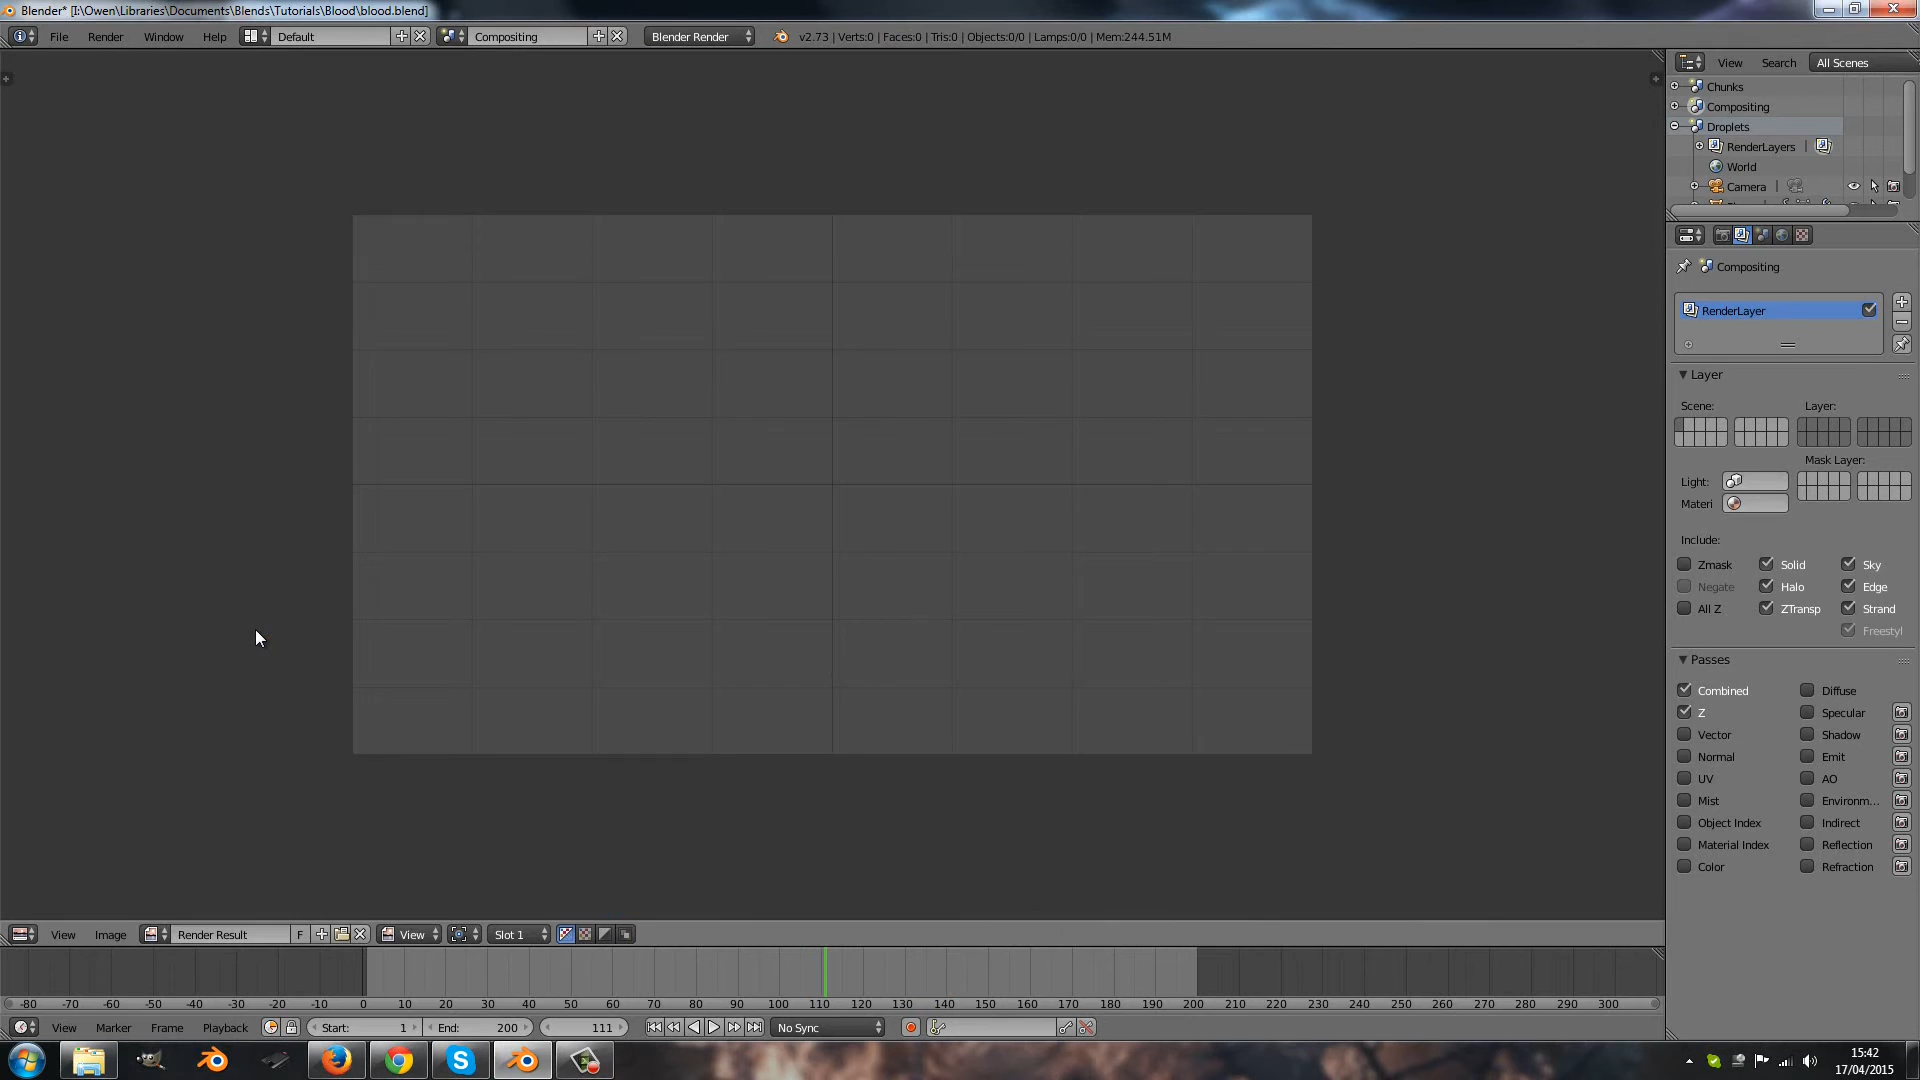 Blender* [I:\Owen\Libraries\Documents\Blends\Tutorials\Blood\blood.blend]
File Render Window Help Default Compositing Blender Render v2.73 | Verts:0 | Faces:0 | Tris:0 | Objects:0/0 | Lamps:0/0 | Mem:244.51M
View Search All Scenes
Chunks
Compositing
Droplets
RenderLayers |
World
Camera |
Compositing
RenderLayer
Layer
Scene: Layer:
Mask Layer:
Light:
Materi
Include:
Zmask Solid Sky
Negate Halo Edge
All Z ZTransp Strand
Freestyl
Passes
Combined Diffuse
Z Specular
Vector Shadow
Normal Emit
UV AO
Mist Environm...
Object Index Indirect
Material Index Reflection
Color Refraction
View Image Render Result F View Slot 1
-80 -70 -60 -50 -40 -30 -20 -10 0 10 20 30 40 50 60 70 80 90 100 110 120 130 140 150 160 170 180 190 200 210 220 230 240 250 260 270 280 290 300
View Marker Frame Playback Start: 1 End: 200 111 No Sync
15:42
17/04/2015